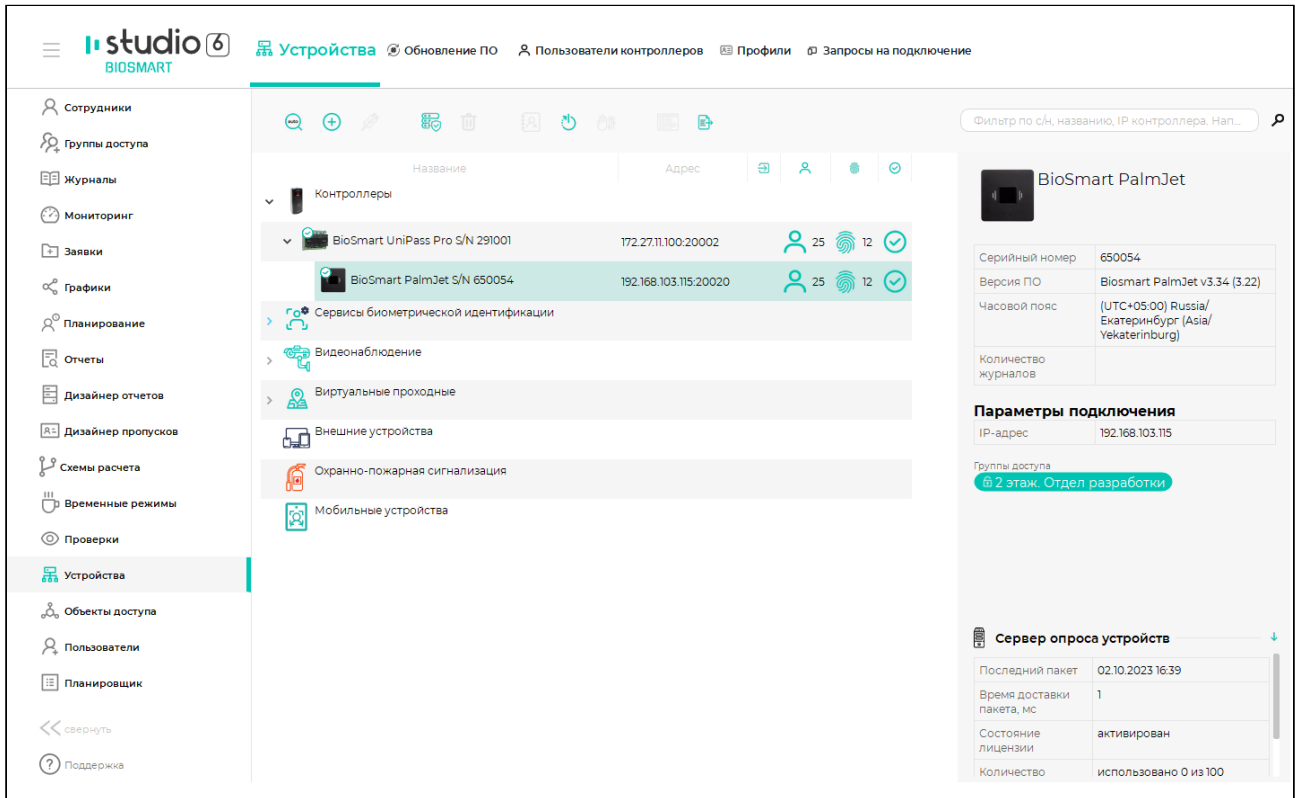 studio 6
BIOSMART
Устройства
Обновление ПО
Пользователи контроллеров
Профили
Запросы на подключение
Сотрудники
Группы доступа
Журналы
Мониторинг
Заявки
Графики
Планирование
Отчеты
Дизайнер отчетов
Дизайнер пропусков
Схемы расчета
Временные режимы
Проверки
Устройства
Объекты доступа
Пользователи
Планировщик
свернуть
Поддержка
auto
Фильтр по с/н, названию, IP контроллера. Нап...
Название
Адрес
Контроллеры
BioSmart UniPass Pro S/N 291001
172.27.11.100:20002
25
12
BioSmart PalmJet S/N 650054
192.168.103.115:20020
25
12
Сервисы биометрической идентификации
Видеонаблюдение
Виртуальные проходные
Внешние устройства
Охранно-пожарная сигнализация
Мобильные устройства
BioSmart PalmJet
Серийный номер
650054
Версия ПО
Biosmart PalmJet v3.34 (3.22)
Часовой пояс
(UTC+05:00) Russia/
Екатеринбург (Asia/
Yekaterinburg)
Количество
журналов
Параметры подключения
IP-адрес
192.168.103.115
Группы доступа
2 этаж. Отдел разработки
Сервер опроса устройств
Последний пакет
02.10.2023 16:39
Время доставки
пакета, мс
1
Состояние
лицензии
активирован
Количество
использовано 0 из 100